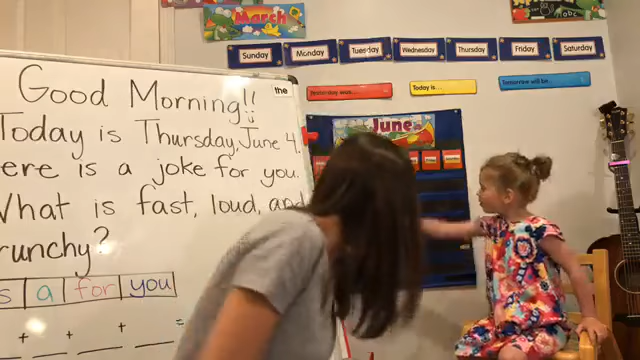 March
Sunday Monday Tuesday Wednesday Thursday Friday Saturday
Yesterday was... Today is... Tomorrow will be...
June
the
Good Morning!!
Today is Thursday, June 4.
ere is a joke for you.
What is fast, loud, and
runchy?
s a for you
+ + + =